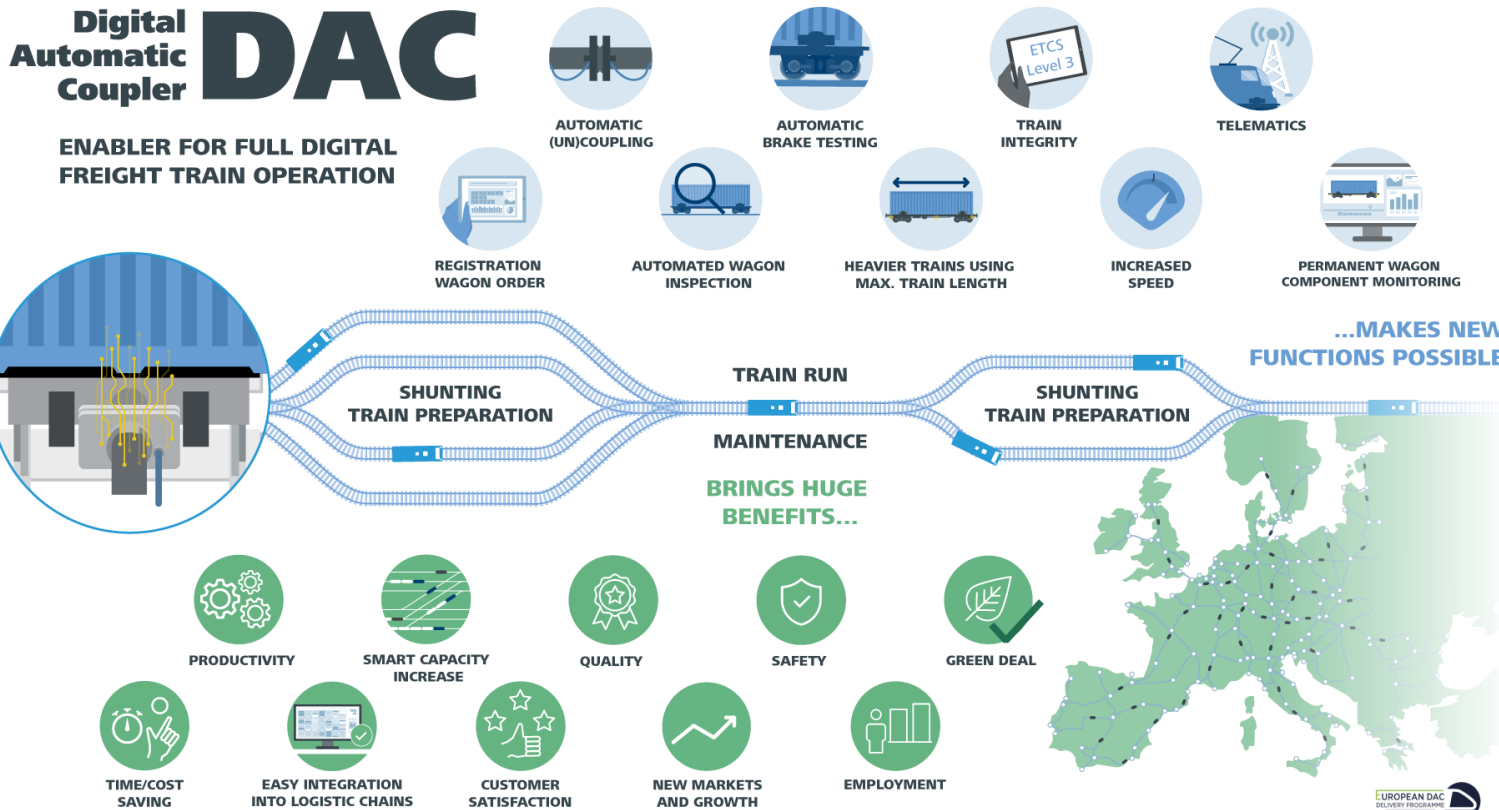 Digital
Automatic
Coupler
DAC
ENABLER FOR FULL DIGITAL
FREIGHT TRAIN OPERATION
AUTOMATIC
(UN)COUPLING
AUTOMATIC
BRAKE TESTING
ETCS
Level 3
TRAIN
INTEGRITY
TELEMATICS
REGISTRATION
WAGON ORDER
AUTOMATED WAGON
INSPECTION
HEAVIER TRAINS USING
MAX. TRAIN LENGTH
INCREASED
SPEED
Maintenance
PERMANENT WAGON
COMPONENT MONITORING
...MAKES NEW
FUNCTIONS POSSIBLE
SHUNTING
TRAIN PREPARATION
TRAIN RUN
MAINTENANCE
SHUNTING
TRAIN PREPARATION
BRINGS HUGE
BENEFITS...
PRODUCTIVITY
SMART CAPACITY
INCREASE
QUALITY
SAFETY
GREEN DEAL
TIME/COST
SAVING
EASY INTEGRATION
INTO LOGISTIC CHAINS
CUSTOMER
SATISFACTION
NEW MARKETS
AND GROWTH
EMPLOYMENT
EUROPEAN DAC
DELIVERY PROGRAMME